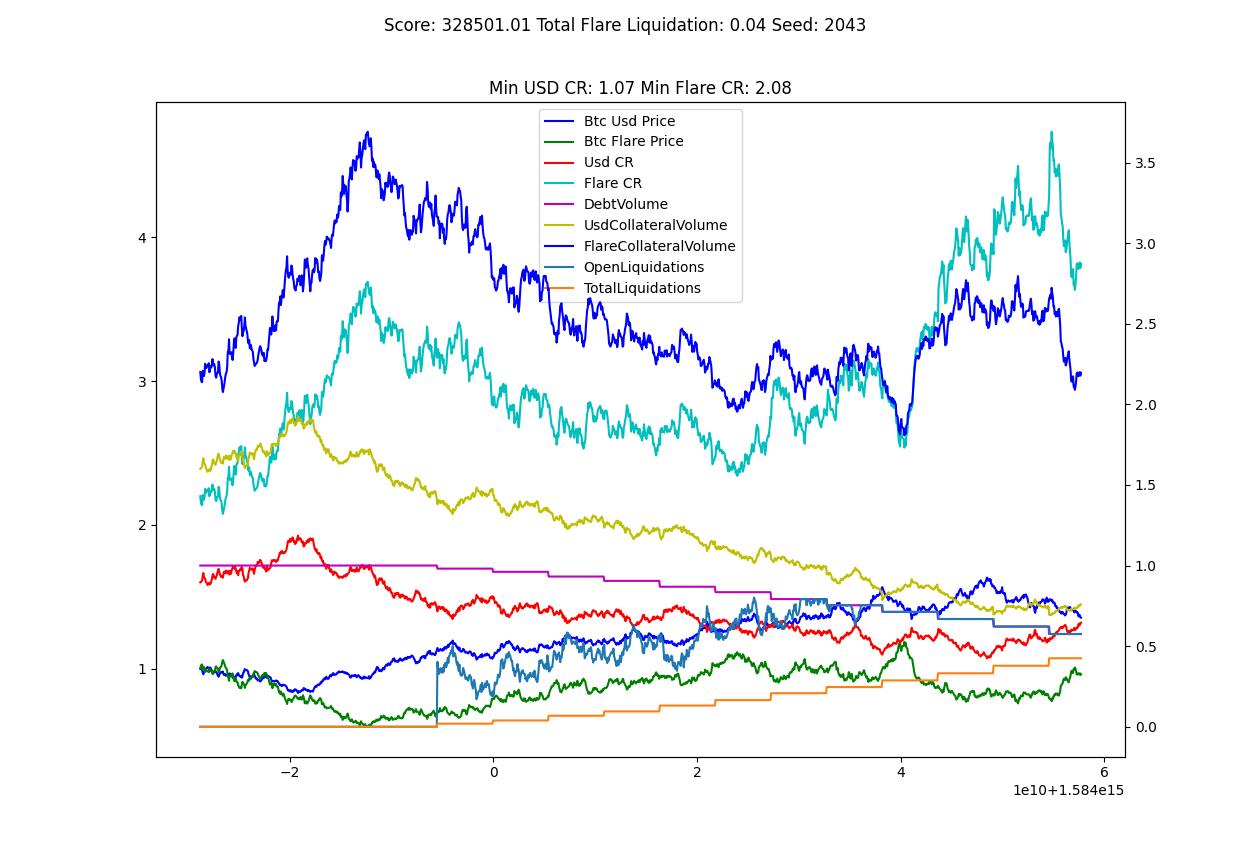 Score: 328501.01 Total Flare Liquidation: 0.04 Seed: 2043
Min USD CR: 1.07 Min Flare CR: 2.08
Btc Usd Price
Btc Flare Price
Usd CR
Flare CR
DebtVolume
UsdCollateralVolume
FlareCollateralVolume
OpenLiquidations
TotalLiquidations
4
3
2
1
3.5
3.0
2.5
2.0
1.5
1.0
0.5
0.0
−2
0
2
4
6
1e10+1.584e15